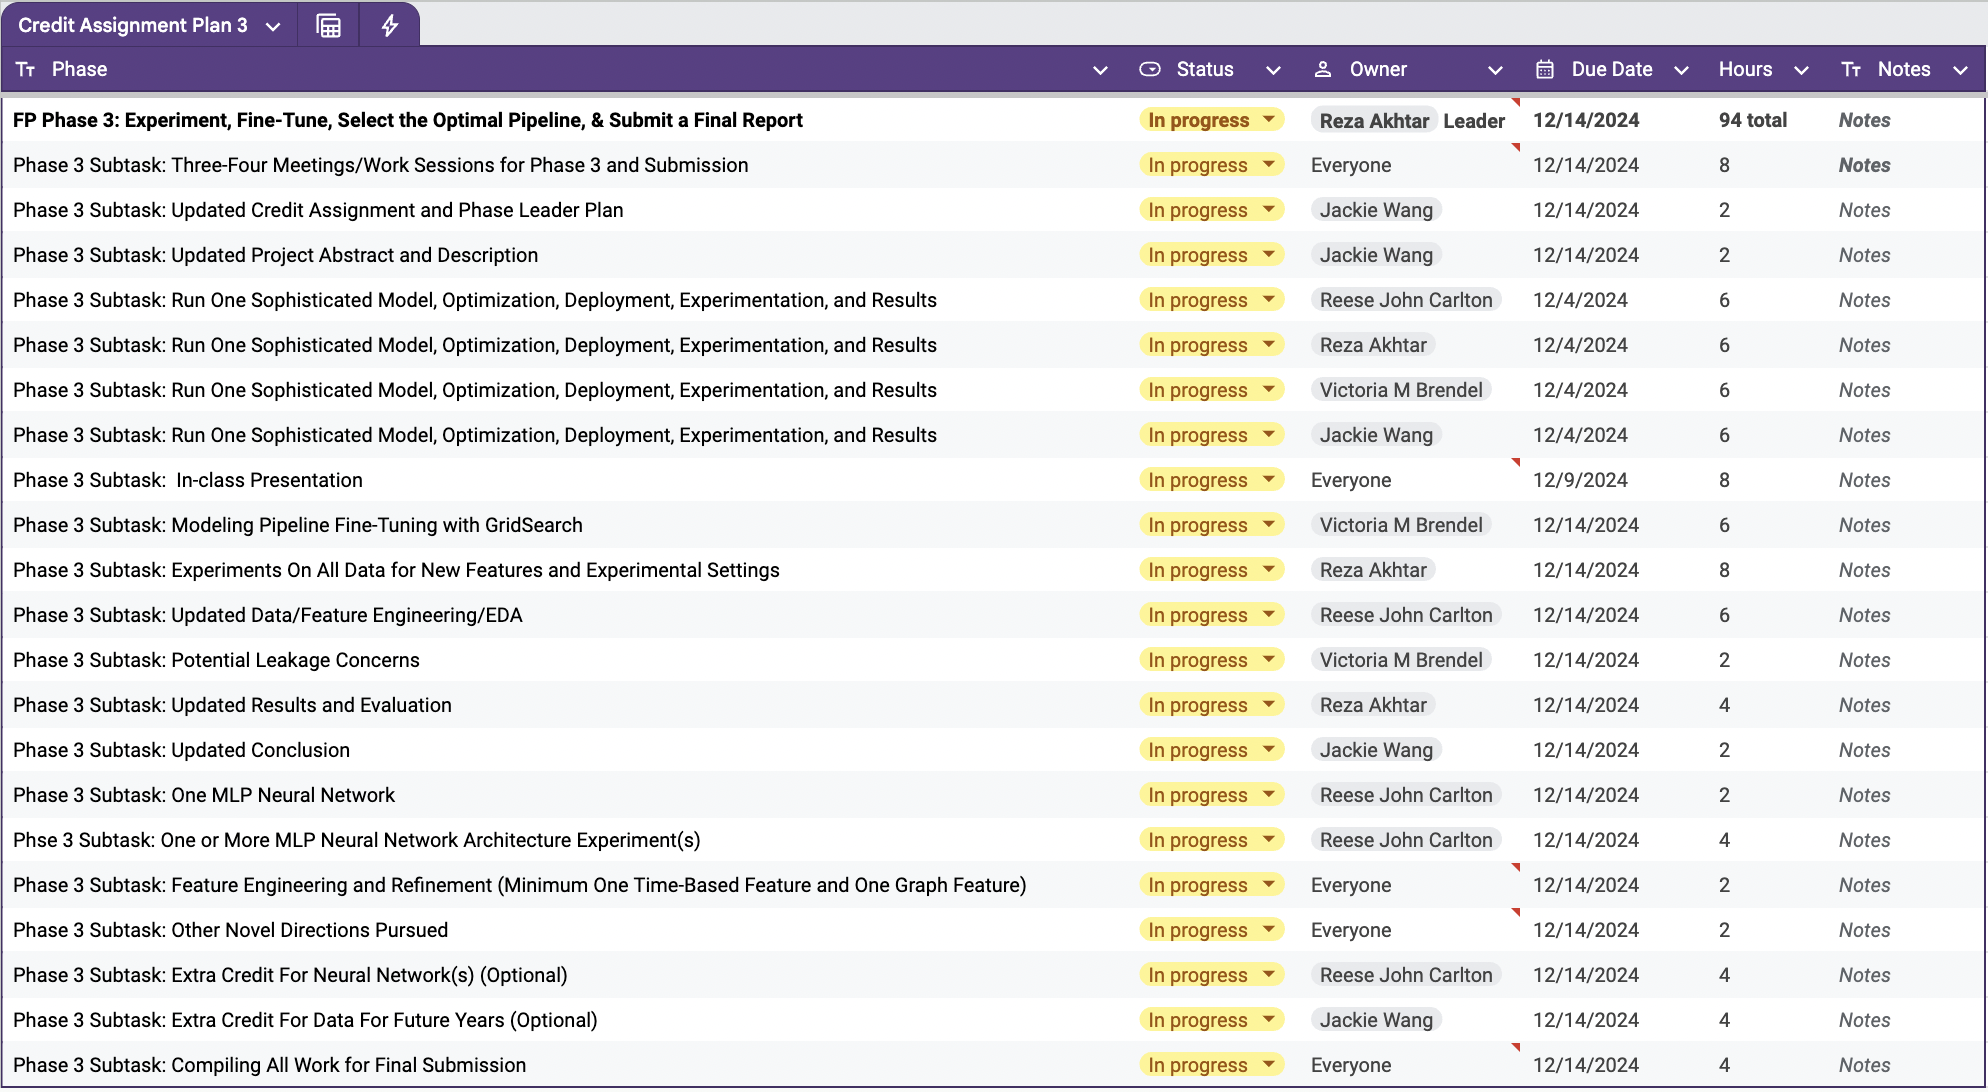 Credit Assignment Plan 3
Phase Status Owner Due Date Hours Notes
FP Phase 3: Experiment, Fine-Tune, Select the Optimal Pipeline, & Submit a Final Report In progress Reza Akhtar Leader 12/14/2024 94 total Notes
Phase 3 Subtask: Three-Four Meetings/Work Sessions for Phase 3 and Submission In progress Everyone 12/14/2024 8 Notes
Phase 3 Subtask: Updated Credit Assignment and Phase Leader Plan In progress Jackie Wang 12/14/2024 2 Notes
Phase 3 Subtask: Updated Project Abstract and Description In progress Jackie Wang 12/14/2024 2 Notes
Phase 3 Subtask: Run One Sophisticated Model, Optimization, Deployment, Experimentation, and Results In progress Reese John Carlton 12/4/2024 6 Notes
Phase 3 Subtask: Run One Sophisticated Model, Optimization, Deployment, Experimentation, and Results In progress Reza Akhtar 12/4/2024 6 Notes
Phase 3 Subtask: Run One Sophisticated Model, Optimization, Deployment, Experimentation, and Results In progress Victoria M Brendel 12/4/2024 6 Notes
Phase 3 Subtask: Run One Sophisticated Model, Optimization, Deployment, Experimentation, and Results In progress Jackie Wang 12/4/2024 6 Notes
Phase 3 Subtask:  In-class Presentation In progress Everyone 12/9/2024 8 Notes
Phase 3 Subtask: Modeling Pipeline Fine-Tuning with GridSearch In progress Victoria M Brendel 12/14/2024 6 Notes
Phase 3 Subtask: Experiments On All Data for New Features and Experimental Settings In progress Reza Akhtar 12/14/2024 8 Notes
Phase 3 Subtask: Updated Data/Feature Engineering/EDA In progress Reese John Carlton 12/14/2024 6 Notes
Phase 3 Subtask: Potential Leakage Concerns In progress Victoria M Brendel 12/14/2024 2 Notes
Phase 3 Subtask: Updated Results and Evaluation In progress Reza Akhtar 12/14/2024 4 Notes
Phase 3 Subtask: Updated Conclusion In progress Jackie Wang 12/14/2024 2 Notes
Phase 3 Subtask: One MLP Neural Network In progress Reese John Carlton 12/14/2024 2 Notes
Phse 3 Subtask: One or More MLP Neural Network Architecture Experiment(s) In progress Reese John Carlton 12/14/2024 4 Notes
Phase 3 Subtask: Feature Engineering and Refinement (Minimum One Time-Based Feature and One Graph Feature) In progress Everyone 12/14/2024 2 Notes
Phase 3 Subtask: Other Novel Directions Pursued In progress Everyone 12/14/2024 2 Notes
Phase 3 Subtask: Extra Credit For Neural Network(s) (Optional) In progress Reese John Carlton 12/14/2024 4 Notes
Phase 3 Subtask: Extra Credit For Data For Future Years (Optional) In progress Jackie Wang 12/14/2024 4 Notes
Phase 3 Subtask: Compiling All Work for Final Submission In progress Everyone 12/14/2024 4 Notes